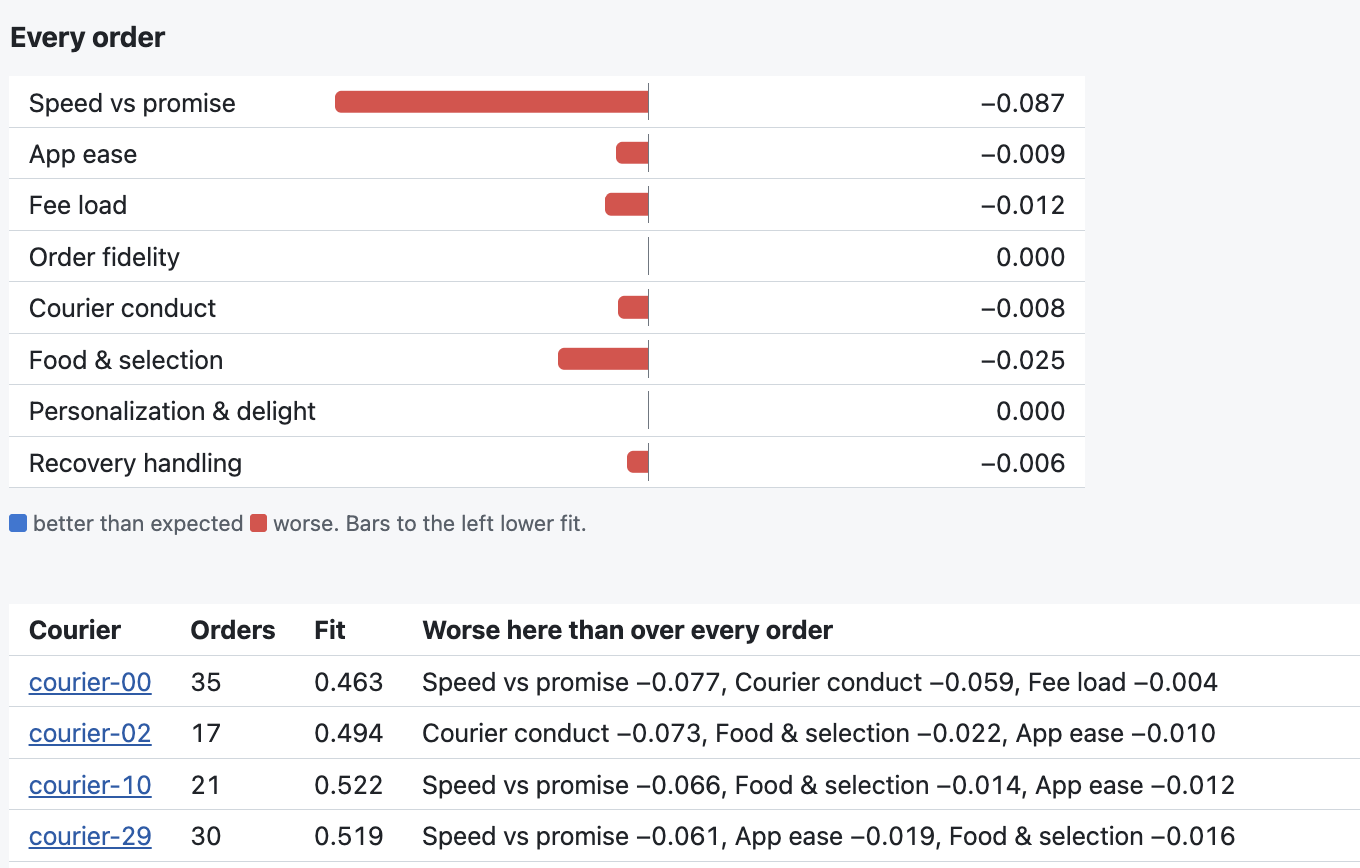 Every order
Speed vs promise −0.087
App ease −0.009
Fee load −0.012
Order fidelity 0.000
Courier conduct −0.008
Food & selection −0.025
Personalization & delight 0.000
Recovery handling −0.006
better than expected worse. Bars to the left lower fit.
Courier Orders Fit Worse here than over every order
courier-00 35 0.463 Speed vs promise −0.077, Courier conduct −0.059, Fee load −0.004
courier-02 17 0.494 Courier conduct −0.073, Food & selection −0.022, App ease −0.010
courier-10 21 0.522 Speed vs promise −0.066, Food & selection −0.014, App ease −0.012
courier-29 30 0.519 Speed vs promise −0.061, App ease −0.019, Food & selection −0.016